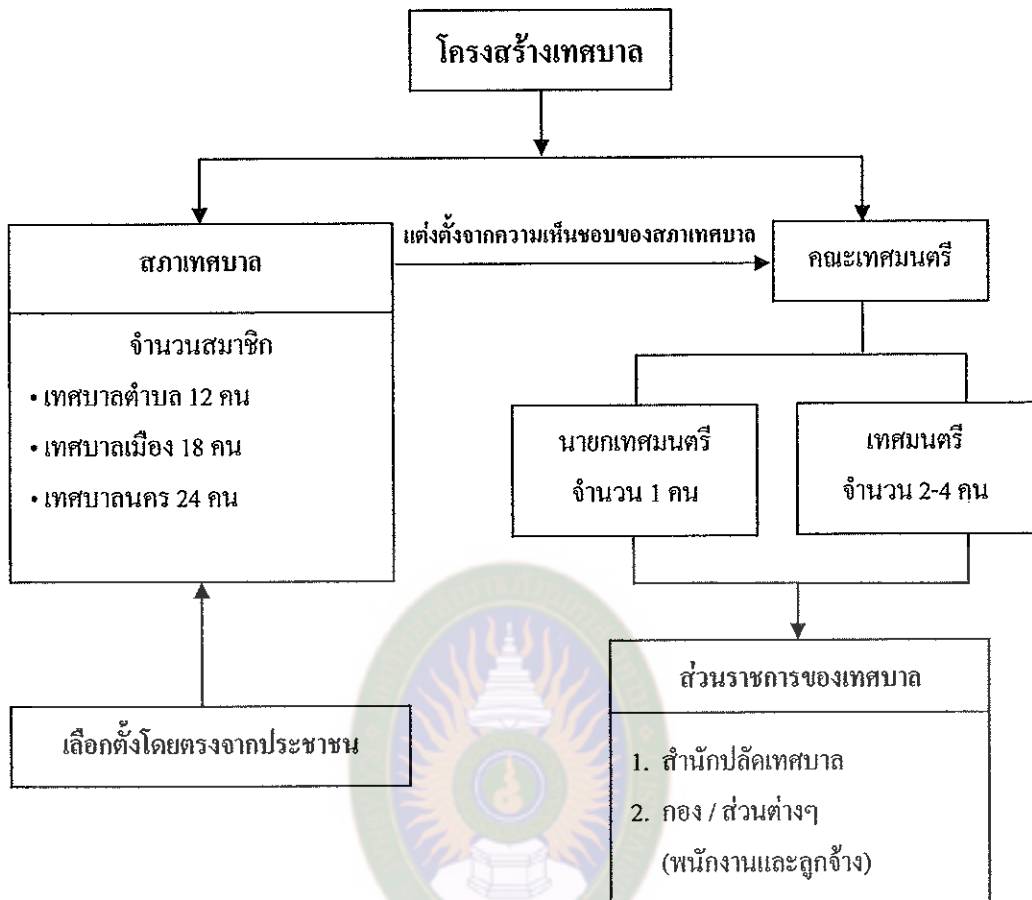 โครงสร้างเทศบาล
แต่งตั้งจากความเห็นชอบของสภาเทศบาล
สภาเทศบาล
จำนวนสมาชิก
• เทศบาลตำบล 12 คน
• เทศบาลเมือง 18 คน
• เทศบาลนคร 24 คน
คณะเทศมนตรี
นายกเทศมนตรี
จำนวน 1 คน
เทศมนตรี
จำนวน 2-4 คน
เลือกตั้งโดยตรงจากประชาชน
ส่วนราชการของเทศบาล
1. สำนักปลัดเทศบาล
2. กอง / ส่วนต่างๆ
(พนักงานและลูกจ้าง)